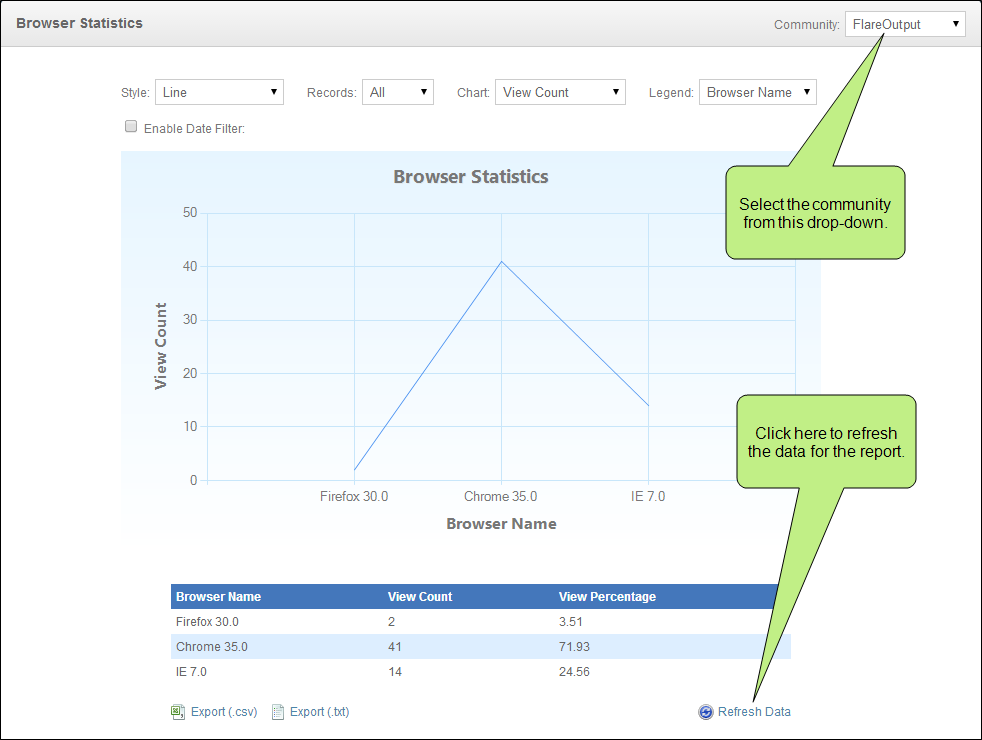 Browser Statistics
Community: FlareOutput
Style: Line Records: All Chart: View Count Legend: Browser Name
Enable Date Filter:
Browser Statistics
Select the community
from this drop-down.
50
40
30
20
10
0
View Count
Firefox 30.0 Chrome 35.0 IE 7.0
Browser Name
Click here to refresh
the data for the report.
Browser Name View Count View Percentage
Firefox 30.0 2 3.51
Chrome 35.0 41 71.93
IE 7.0 14 24.56
Export (.csv) Export (.txt) Refresh Data